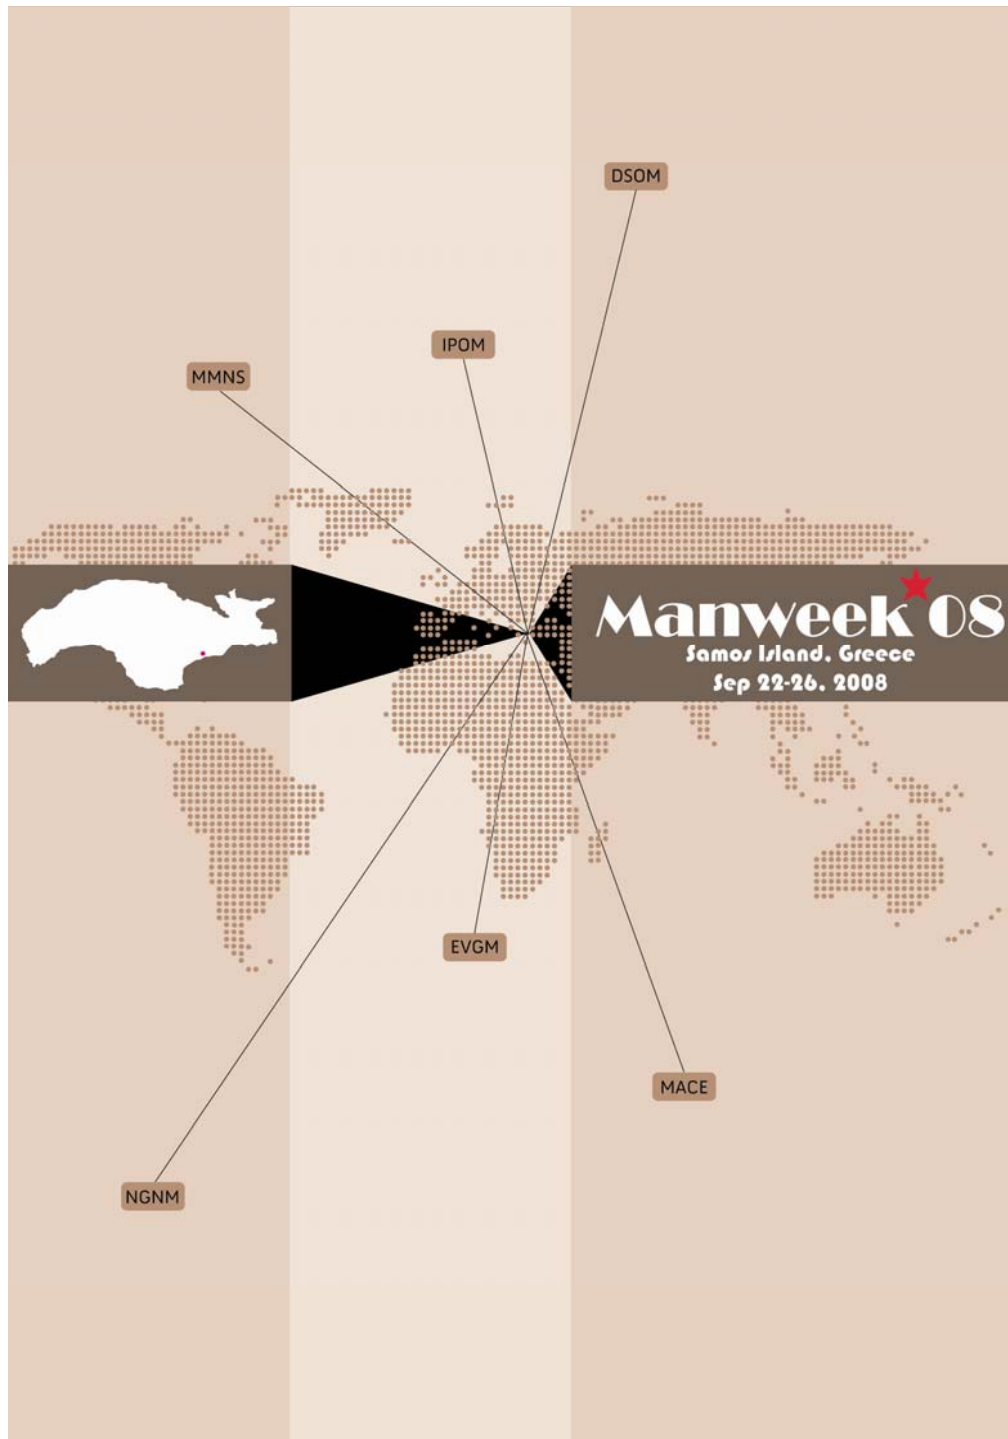 DSOM
IPOM
MMNS
Manweek 08
Samos Island, Greece
Sep 22-26, 2008
EVGM
MACE
NGNM